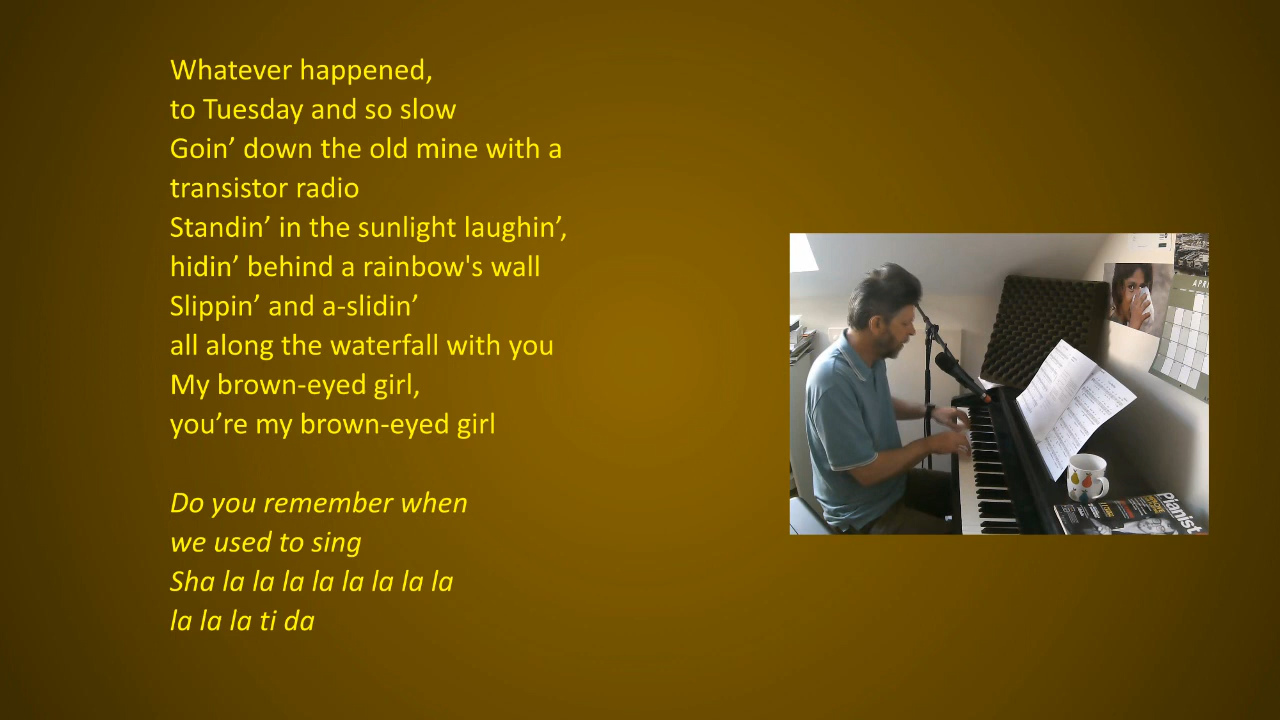 Whatever happened,
to Tuesday and so slow
Goin’ down the old mine with a
transistor radio
Standin’ in the sunlight laughin’,
hidin’ behind a rainbow's wall
Slippin’ and a-slidin’
all along the waterfall with you
My brown-eyed girl,
you’re my brown-eyed girl
Do you remember when
we used to sing
Sha la la la la la la la la
la la la ti da
Pianist